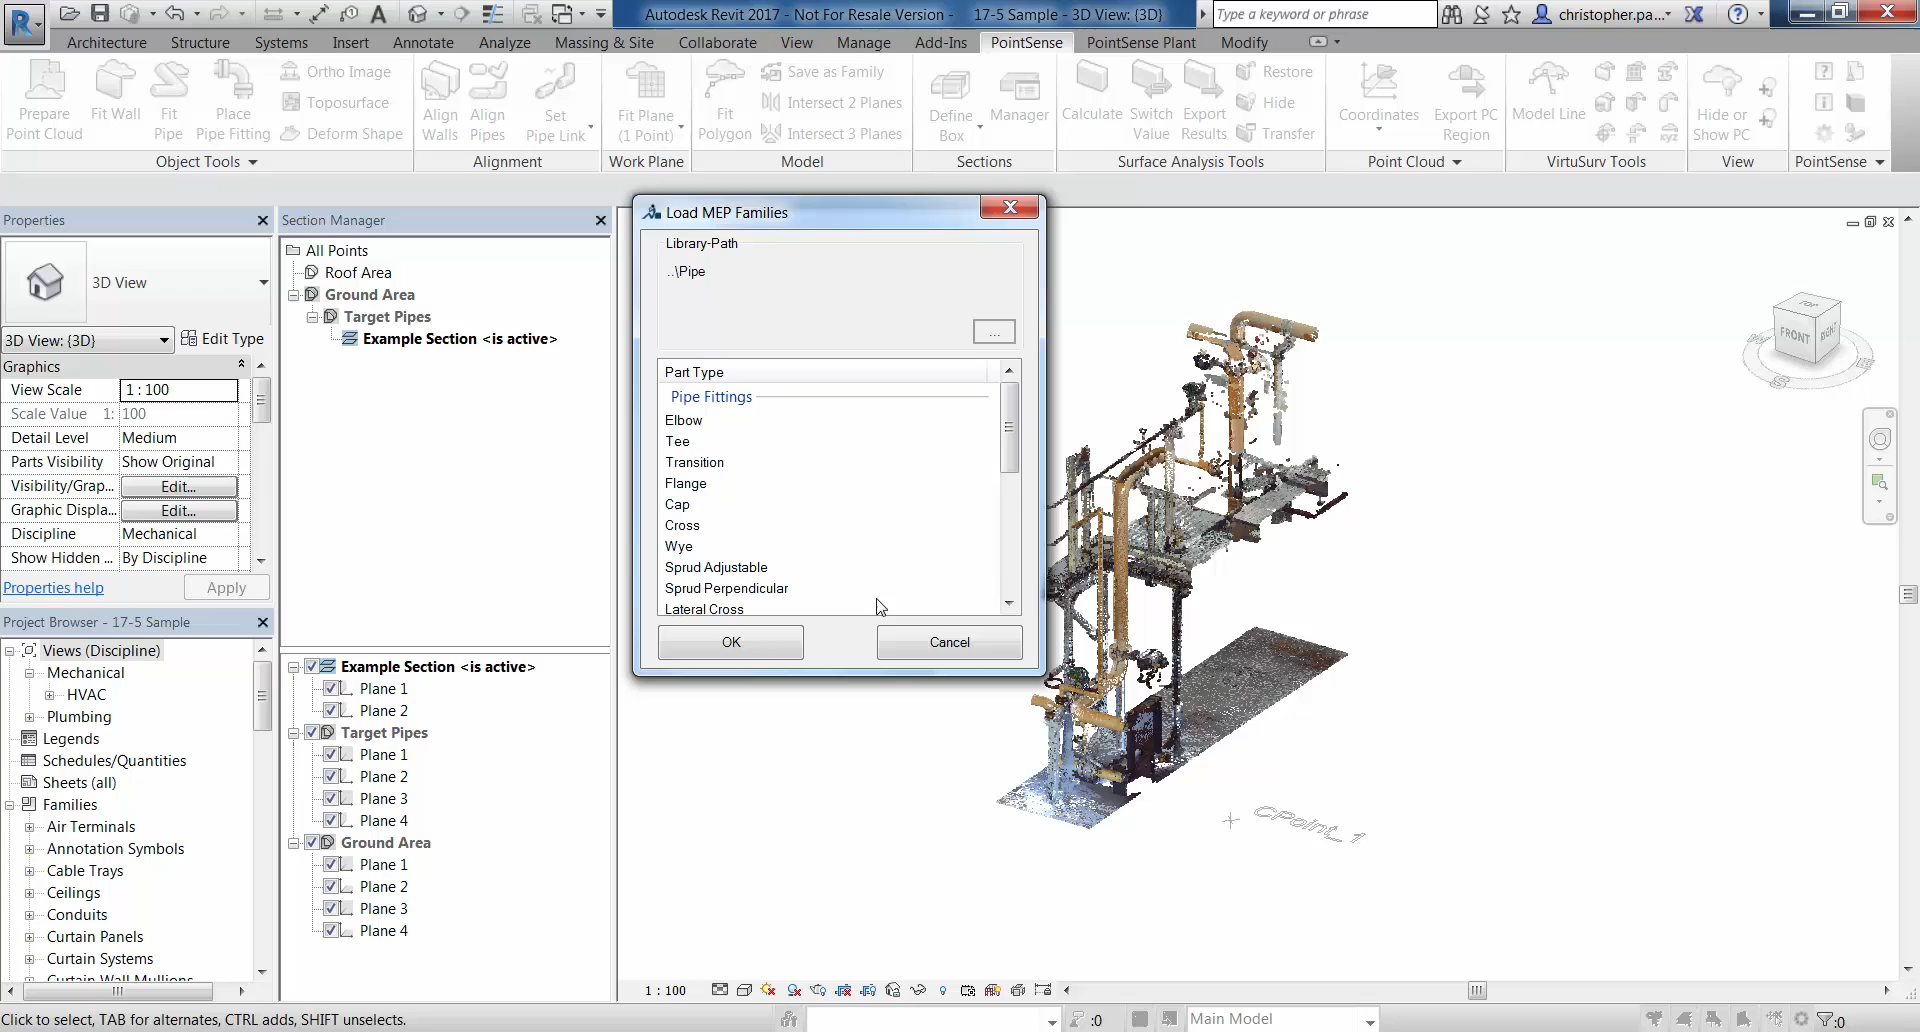 Autodesk Revit 2017 - Not For Resale Version -    17-5 Sample - 3D View: {3D}
Type a keyword or phrase
christopher.pa...
Architecture Structure Systems Insert Annotate Analyze Massing & Site Collaborate View Manage Add-Ins PointSense PointSense Plant Modify
Prepare Point Cloud
Fit Wall
Fit Pipe
Place Pipe Fitting
Ortho Image
Toposurface
Deform Shape
Align Walls
Align Pipes
Set Pipe Link
Fit Plane (1 Point)
Fit Polygon
Save as Family
Intersect 2 Planes
Intersect 3 Planes
Define Box
Manager
Calculate
Switch Value
Export Results
Restore
Hide
Transfer
Coordinates
Export PC Region
Model Line
xyz
Hide or Show PC
Object Tools Alignment Work Plane Model Sections Surface Analysis Tools Point Cloud VirtuSurv Tools View PointSense
Properties
3D View
3D View: {3D}
Edit Type
Graphics
View Scale 1 : 100
Scale Value 1: 100
Detail Level Medium
Parts Visibility Show Original
Visibility/Grap... Edit...
Graphic Displa... Edit...
Discipline Mechanical
Show Hidden ... By Discipline
Properties help
Apply
Project Browser - 17-5 Sample
Views (Discipline)
Mechanical
HVAC
Plumbing
Legends
Schedules/Quantities
Sheets (all)
Families
Air Terminals
Annotation Symbols
Cable Trays
Ceilings
Conduits
Curtain Panels
Curtain Systems
Curtain Wall Mullions
Section Manager
All Points
Roof Area
Ground Area
Target Pipes
Example Section <is active>
Example Section <is active>
Plane 1
Plane 2
Target Pipes
Plane 1
Plane 2
Plane 3
Plane 4
Ground Area
Plane 1
Plane 2
Plane 3
Plane 4
Load MEP Families
Library-Path
..\Pipe
...
Part Type
Pipe Fittings
Elbow
Tee
Transition
Flange
Cap
Cross
Wye
Sprud Adjustable
Sprud Perpendicular
Lateral Cross
OK
Cancel
TOP
FRONT
RIGHT
S
CPoint_1
1 : 100
Click to select, TAB for alternates, CTRL adds, SHIFT unselects.
:0
Main Model
:0